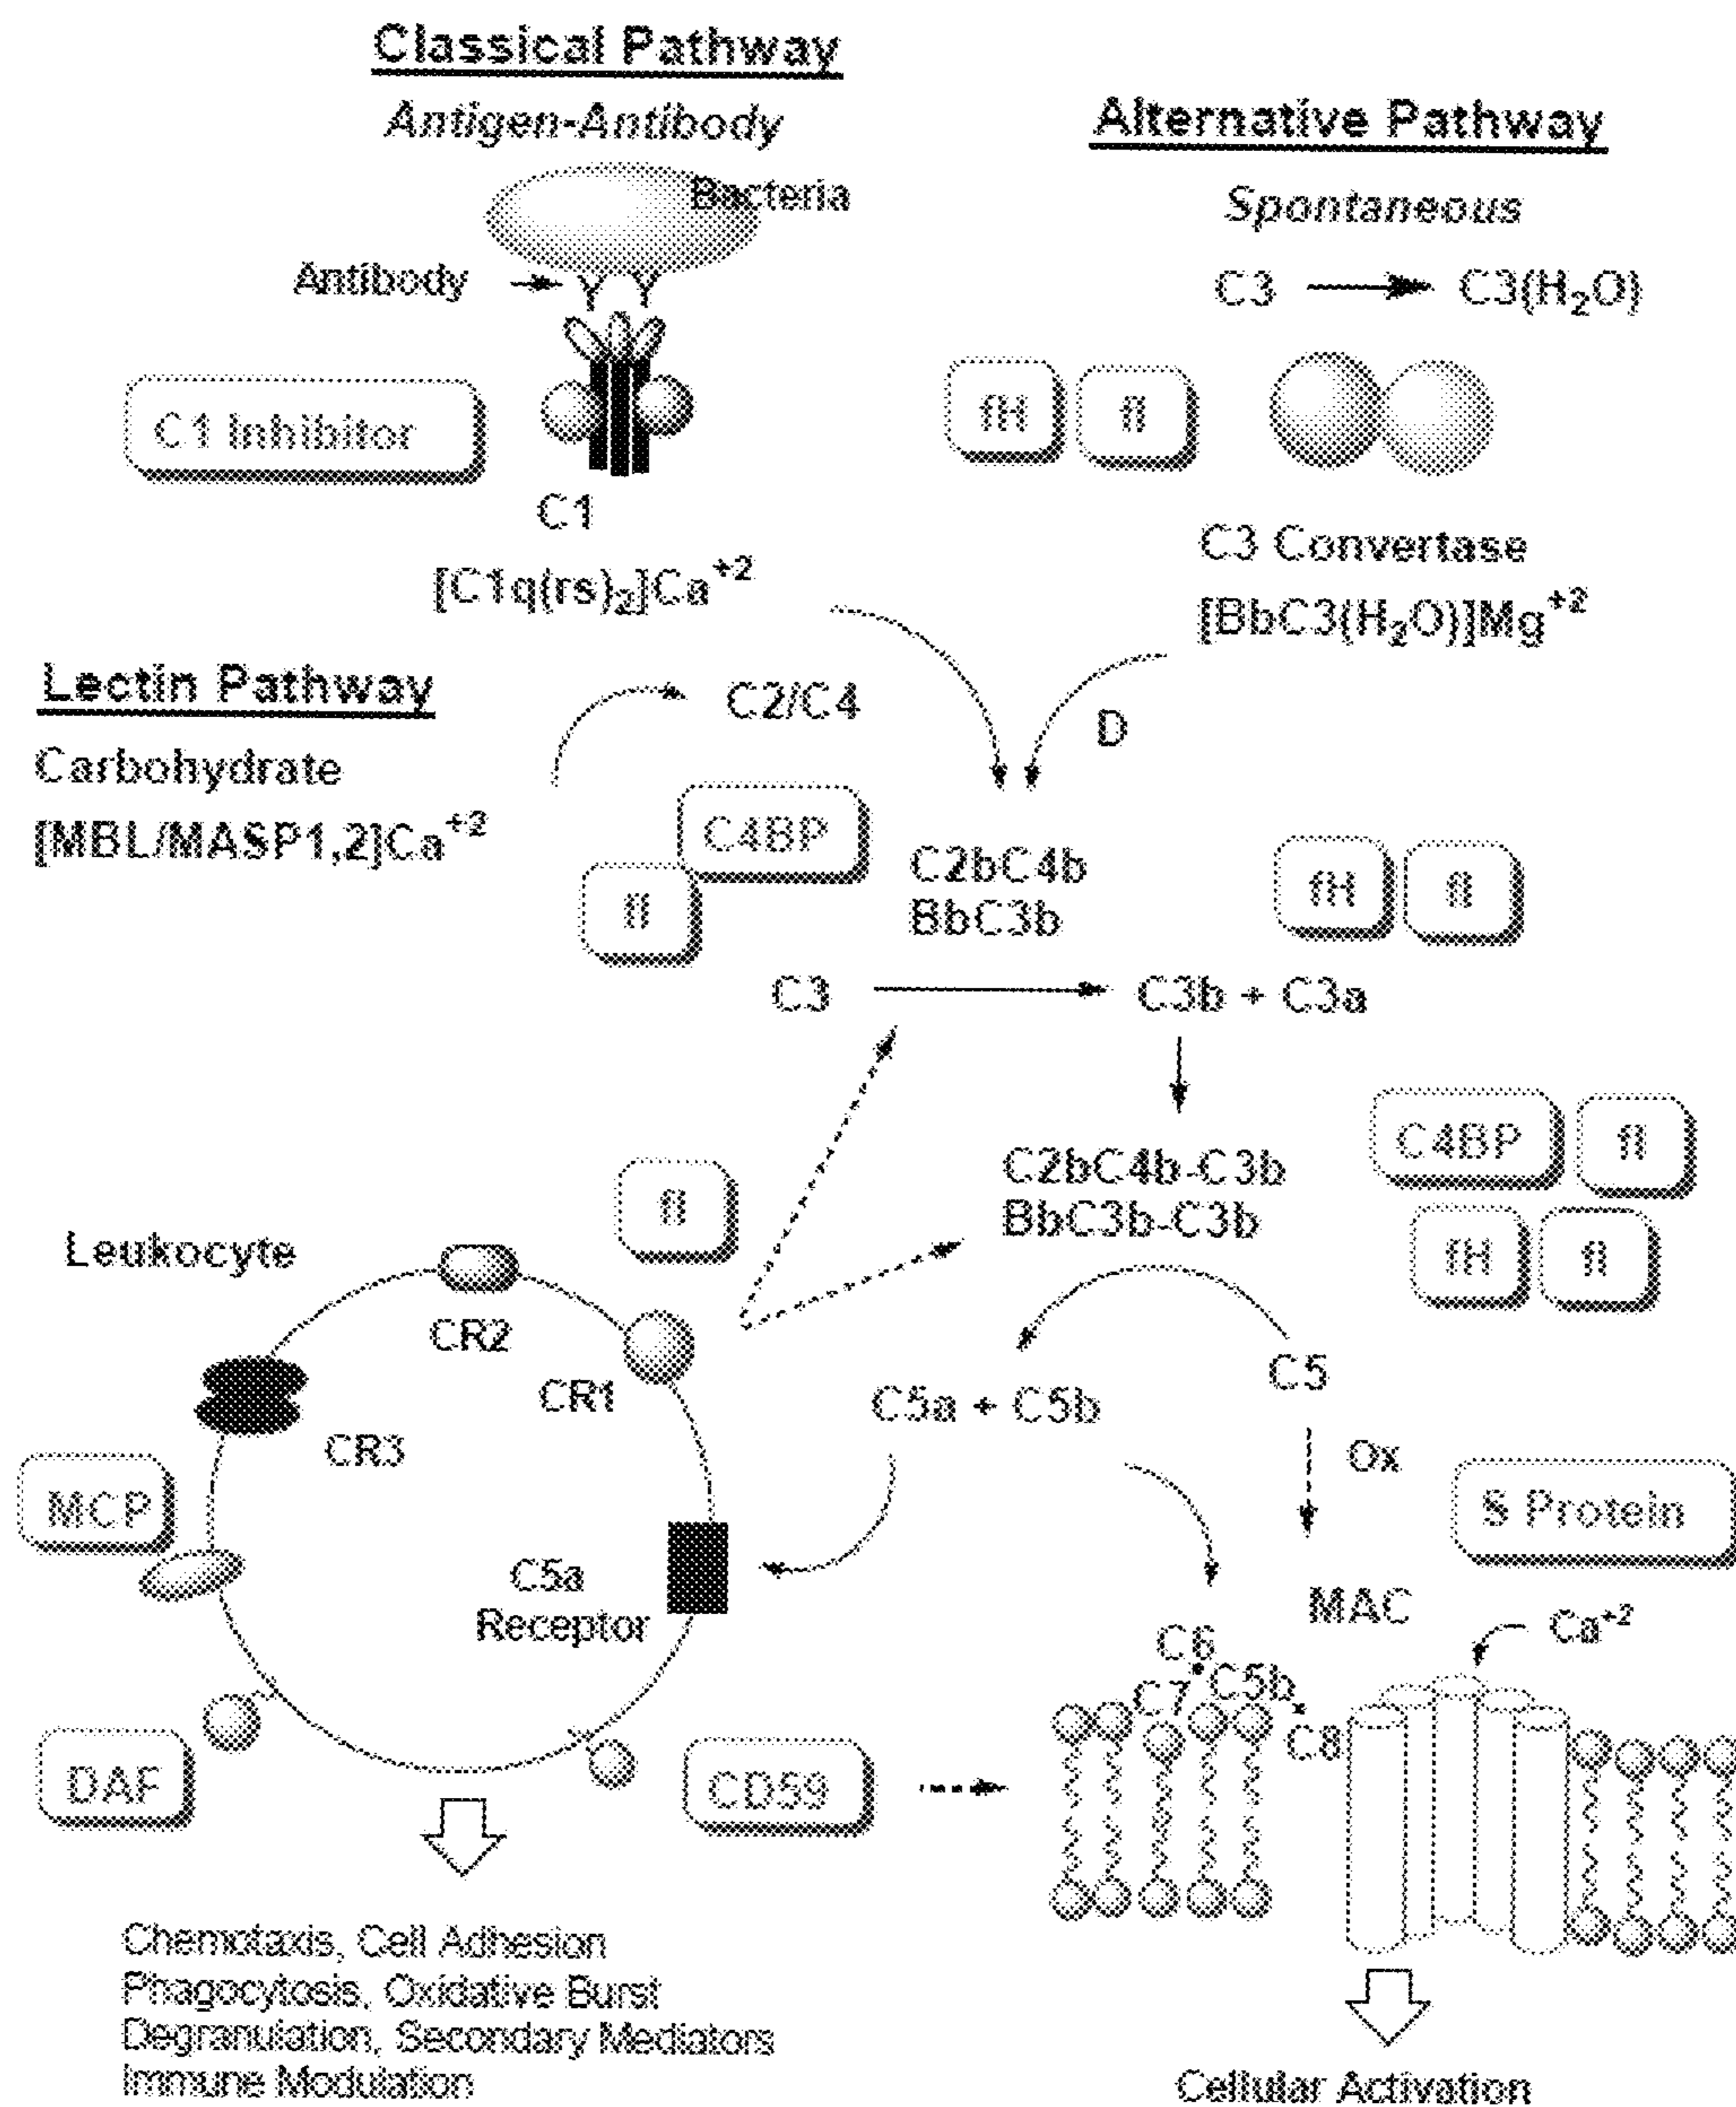 Classical Pathway
Antigen-Antibody
Bacteria
Antibody
C1 Inhibitor
C1
[C1q(rs)₂]Ca⁺²
Alternative Pathway
Spontaneous
C3
C3(H₂O)
fH
fI
C3 Convertase
[BbC3(H₂O)]Mg⁺²
Lectin Pathway
Carbohydrate
[MBL/MASP1,2]Ca⁺²
C2/C4
D
C4BP
fI
C2bC4b
BbC3b
fH
fI
C3
C3b + C3a
C2bC4b-C3b
BbC3b-C3b
C4BP
fI
fH
fI
fI
Leukocyte
CR2
CR1
CR3
MCP
C5a
Receptor
DAF
CD59
C5
C5a + C5b
Ox
S Protein
MAC
Ca⁺²
C6
C5b
C7
C8
Chemotaxis, Cell Adhesion
Phagocytosis, Oxidative Burst
Degranulation, Secondary Mediators
Immune Modulation
Cellular Activation